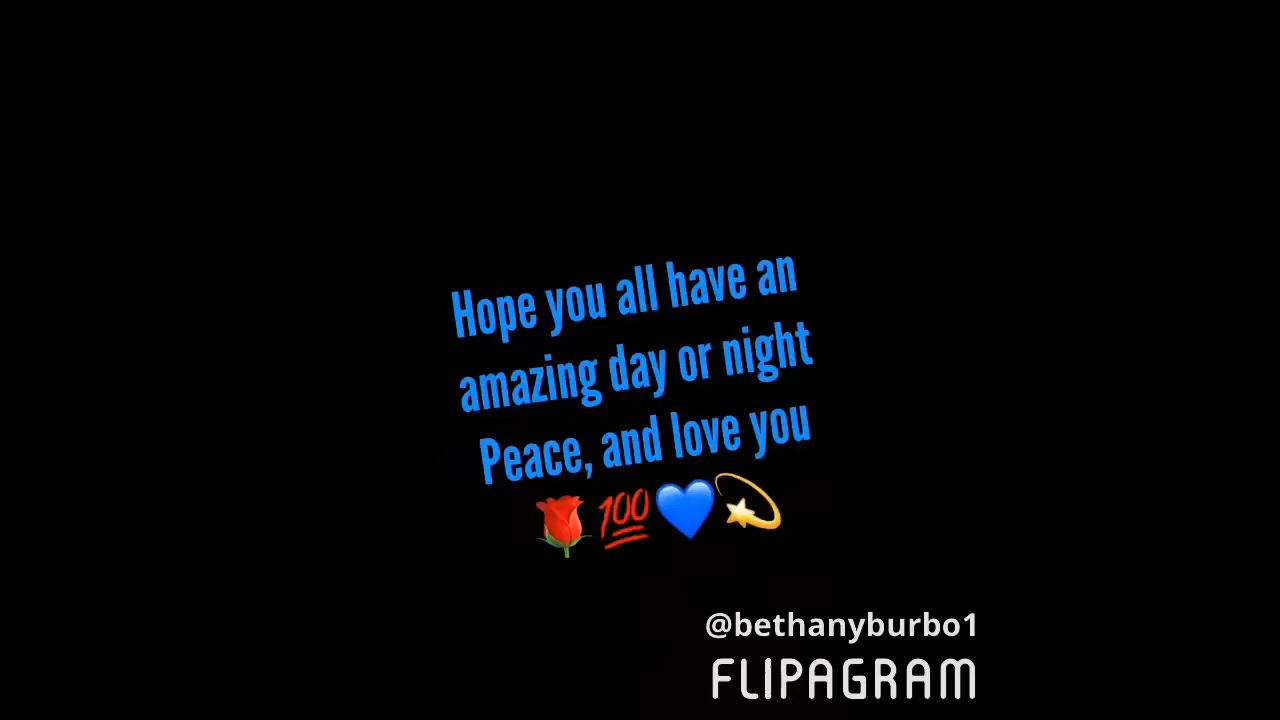 Hope you all have an
amazing day or night
Peace, and love you
🌹💯💙💫
@bethanyburbo1
FLIPAGRAM